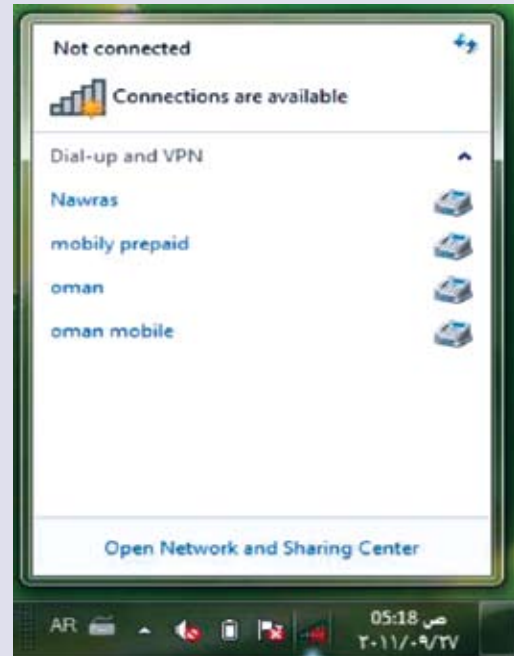 Not connected
Connections are available
Dial-up and VPN
Nawras
mobily prepaid
oman
oman mobile
Open Network and Sharing Center
AR
05:18 ص
٢٠١١/٠٩/٢٧